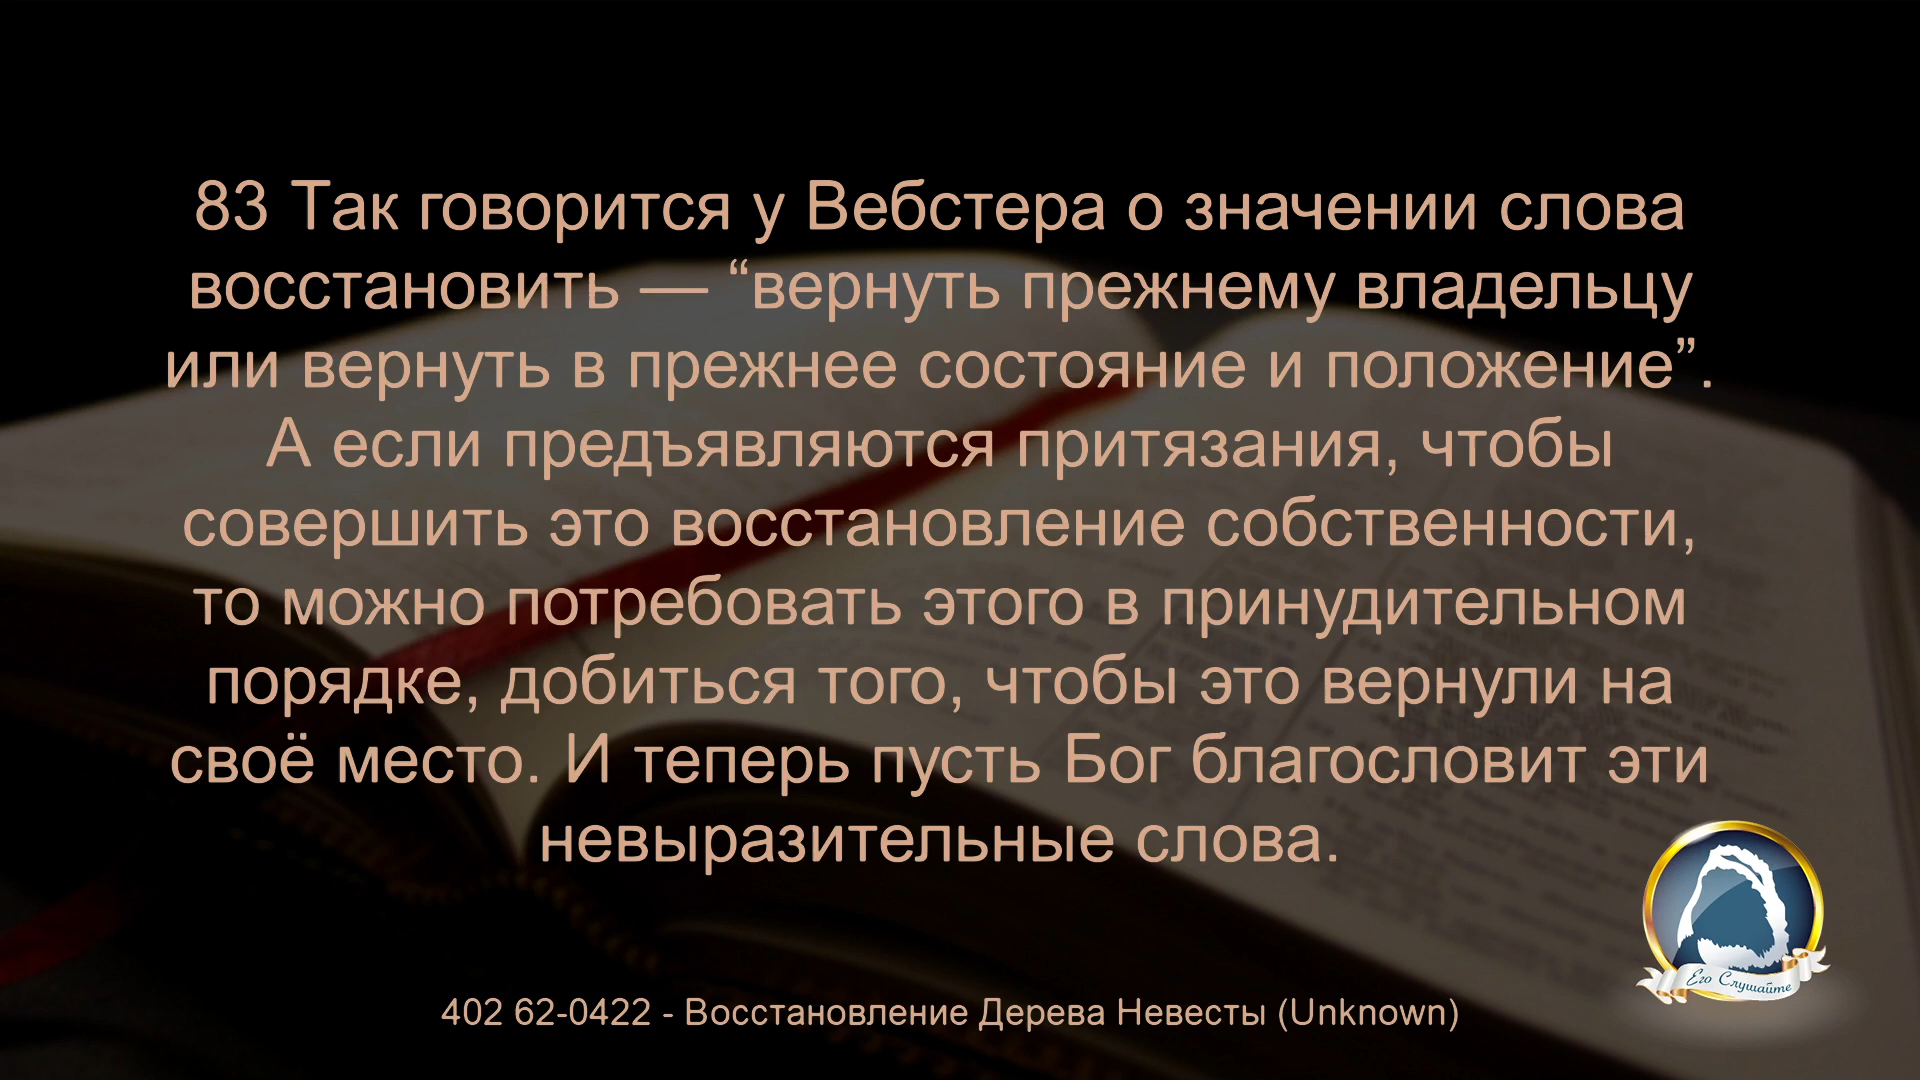 83 Так говорится у Вебстера о значении слова
восстановить — “вернуть прежнему владельцу
или вернуть в прежнее состояние и положение”.
А если предъявляются притязания, чтобы
совершить это восстановление собственности,
то можно потребовать этого в принудительном
порядке, добиться того, чтобы это вернули на
своё место. И теперь пусть Бог благословит эти
невыразительные слова.
Его Слушайте
402 62-0422 - Восстановление Дерева Невесты (Unknown)